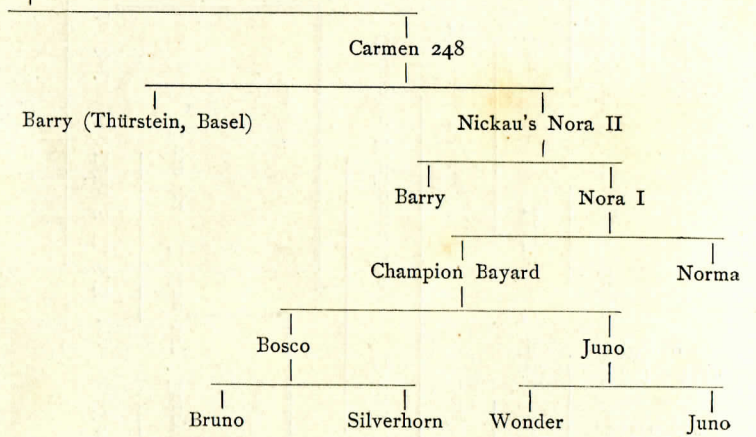 Carmen 248
Barry (Thürstein, Basel) Nickau's Nora II
Barry Nora I
Champion Bayard Norma
Bosco Juno
Bruno Silverhorn Wonder Juno